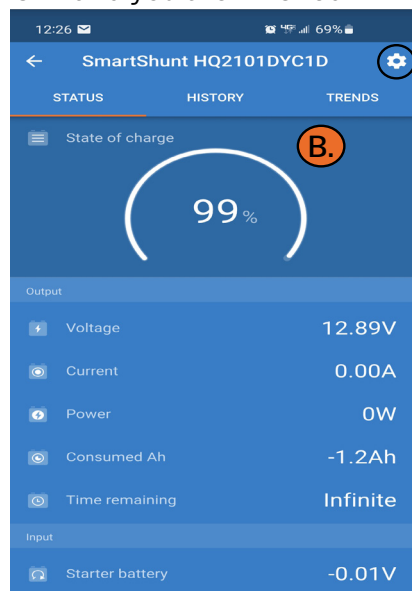 12:26 69%
SmartShunt HQ2101DYC1D
STATUS HISTORY TRENDS
State of charge
B.
99%
Output
Voltage 12.89V
Current 0.00A
Power 0W
Consumed Ah -1.2Ah
Time remaining Infinite
Input
Starter battery -0.01V